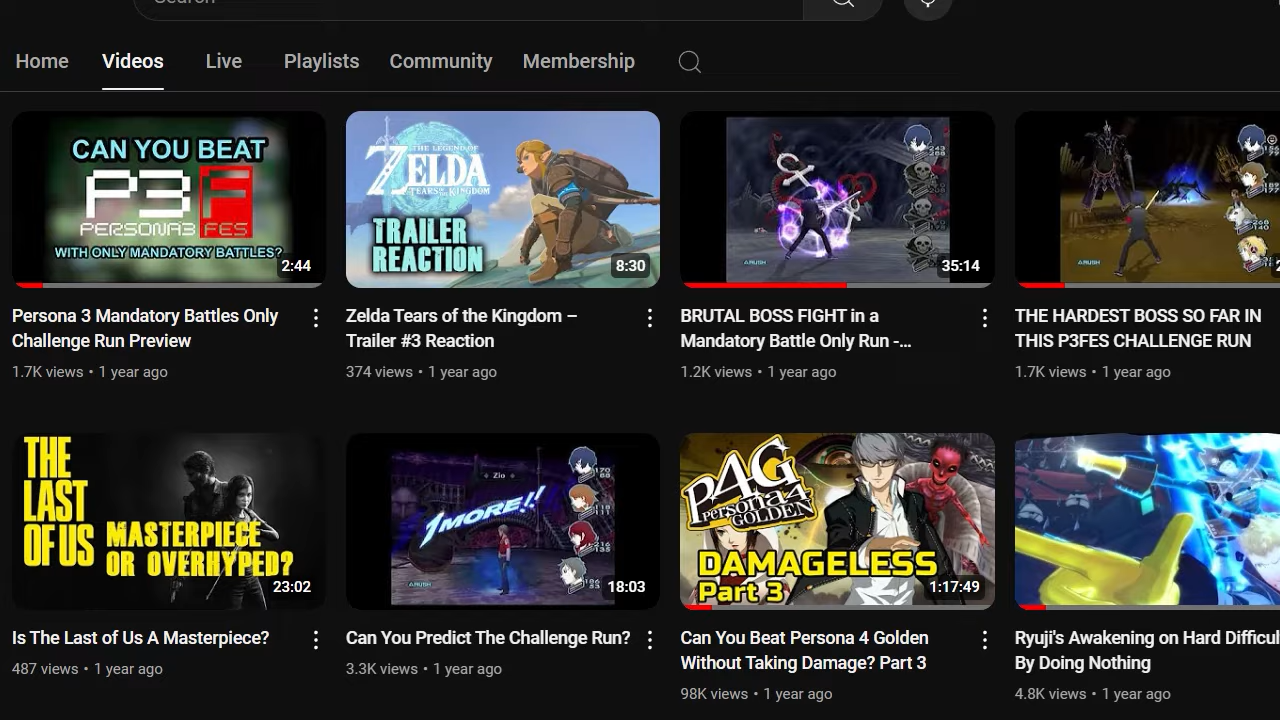 Search
Home Videos Live Playlists Community Membership
CAN YOU BEAT
P3F
PERSONA3 FES
WITH ONLY MANDATORY BATTLES?
2:44
THE LEGEND OF
ZELDA
TEARS OF THE KINGDOM
TRAILER
REACTION
8:30
35:14
Persona 3 Mandatory Battles Only
Challenge Run Preview
1.7K views • 1 year ago
Zelda Tears of the Kingdom –
Trailer #3 Reaction
374 views • 1 year ago
BRUTAL BOSS FIGHT in a
Mandatory Battle Only Run -...
1.2K views • 1 year ago
THE HARDEST BOSS SO FAR IN
THIS P3FES CHALLENGE RUN
1.7K views • 1 year ago
THE
LAST
OF US
MASTERPIECE
OR OVERHYPED?
23:02
Zio
1MORE!!
18:03
P4G
Persona4
GOLDEN
DAMAGELESS
Part 3
1:17:49
Is The Last of Us A Masterpiece?
487 views • 1 year ago
Can You Predict The Challenge Run?
3.3K views • 1 year ago
Can You Beat Persona 4 Golden
Without Taking Damage? Part 3
98K views • 1 year ago
Ryuji's Awakening on Hard Difficul
By Doing Nothing
4.8K views • 1 year ago